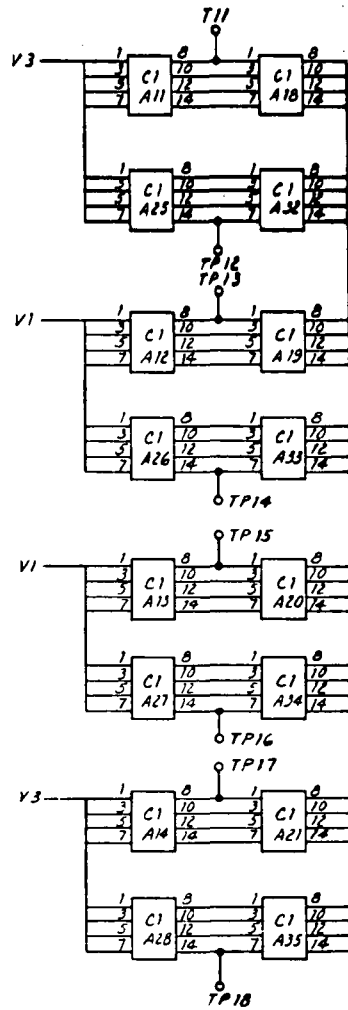 T11
V3
1 8 1 8
3 10 3 10
5 12 5 12
7 14 7 14
C1 A11
C1 A18
1 8 1 8
3 10 3 10
5 12 5 12
7 14 7 14
C1 A25
C1 A32
TP12
TP13
V1
1 8 1 8
3 10 3 10
5 12 5 12
7 14 7 14
C1 A12
C1 A19
1 8 1 8
3 10 3 10
5 12 5 12
7 14 7 14
C1 A26
C1 A33
TP14
TP15
V1
1 8 1 8
3 10 3 10
5 12 5 12
7 14 7 14
C1 A13
C1 A20
1 8 1 8
3 10 3 10
5 12 5 12
7 14 7 14
C1 A27
C1 A34
TP16
TP17
V3
1 8 1 8
3 10 3 10
5 12 5 12
7 14 7 14
C1 A14
C1 A21
1 8 1 8
3 10 3 10
5 12 5 12
7 14 7 14
C1 A28
C1 A35
TP18